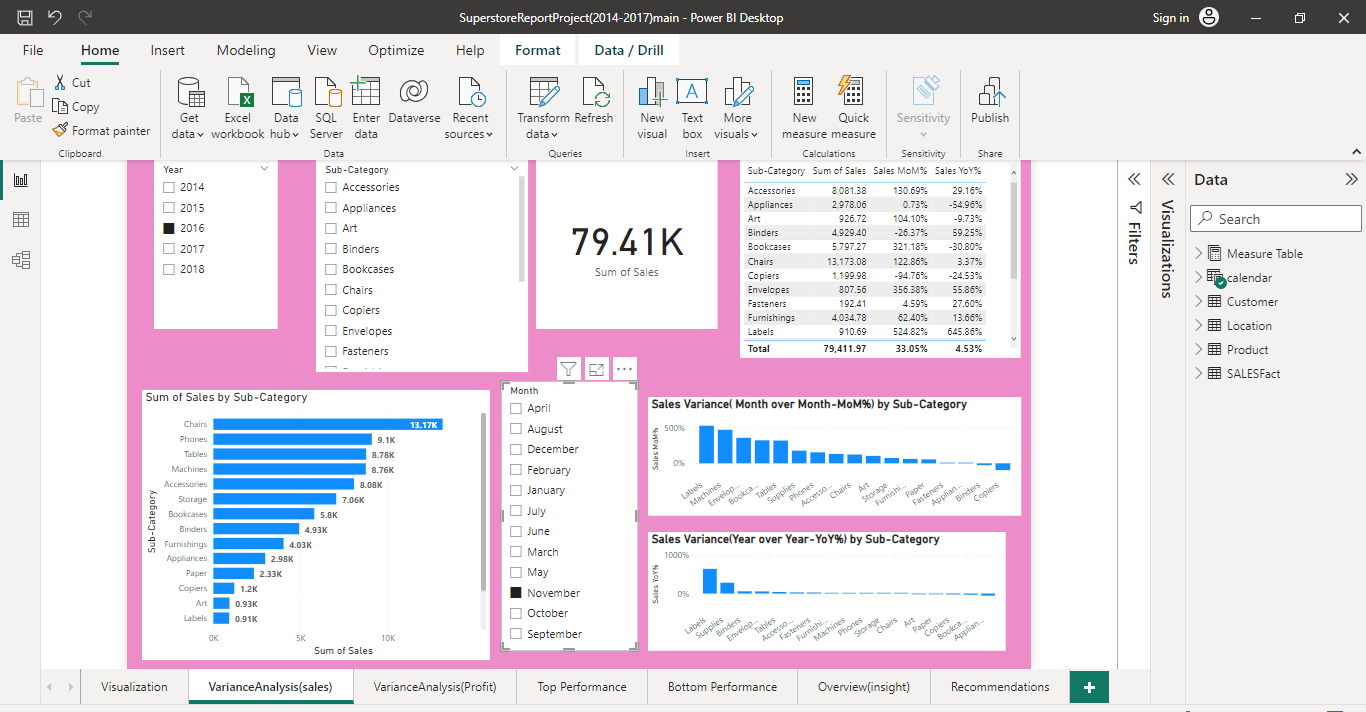 SuperstoreReportProject(2014-2017)main - Power BI Desktop
Sign in
File Home Insert Modeling View Optimize Help Format Data / Drill
Paste
Cut
Copy
Format painter
Clipboard
Get data
Excel workbook
Data hub
SQL Server
Enter data
Dataverse
Recent sources
Data
Transform data
Refresh
Queries
New visual
Text box
More visuals
Insert
New measure
Quick measure
Calculations
Sensitivity
Sensitivity
Publish
Share
Year
2014
2015
2016
2017
2018
Sub-Category
Accessories
Appliances
Art
Binders
Bookcases
Chairs
Copiers
Envelopes
Fasteners
79.41K
Sum of Sales
Sub-Category Sum of Sales Sales MoM% Sales YoY%
Accessories 8,081.38 130.69% 29.16%
Appliances 2,978.06 0.73% -54.96%
Art 926.72 104.10% -9.73%
Binders 4,929.40 -26.37% 59.25%
Bookcases 5,797.27 321.18% -30.80%
Chairs 13,173.08 122.86% 3.37%
Copiers 1,199.98 -94.76% -24.53%
Envelopes 807.56 356.38% 55.86%
Fasteners 192.41 4.59% 27.60%
Furnishings 4,034.78 62.40% 13.66%
Labels 910.69 524.82% 645.86%
Total 79,411.97 33.05% 4.53%
Sum of Sales by Sub-Category
Sub-Category
Chairs 13.17K
Phones 9.1K
Tables 8.78K
Machines 8.76K
Accessories 8.08K
Storage 7.06K
Bookcases 5.8K
Binders 4.93K
Furnishings 4.03K
Appliances 2.98K
Paper 2.33K
Copiers 1.2K
Art 0.93K
Labels 0.91K
0K 5K 10K
Sum of Sales
Month
April
August
December
February
January
July
June
March
May
November
October
September
Sales Variance( Month over Month-MoM%) by Sub-Category
Sales MoM%
500%
0%
Labels Machines Envelop... Bookca... Tables Supplies Phones Accesso... Chairs Art Storage Furnishi... Paper Fasteners Applian... Binders Copiers
Sales Variance(Year over Year-YoY%) by Sub-Category
Sales YoY%
1000%
0%
Labels Supplies Binders Envelop... Tables Accesso... Fasteners Furnishi... Machines Phones Storage Chairs Art Paper Copiers Bookca... Applian...
Filters
Visualizations
Data
Search
Measure Table
calendar
Customer
Location
Product
SALESFact
Visualization VarianceAnalysis(sales) VarianceAnalysis(Profit) Top Performance Bottom Performance Overview(insight) Recommendations